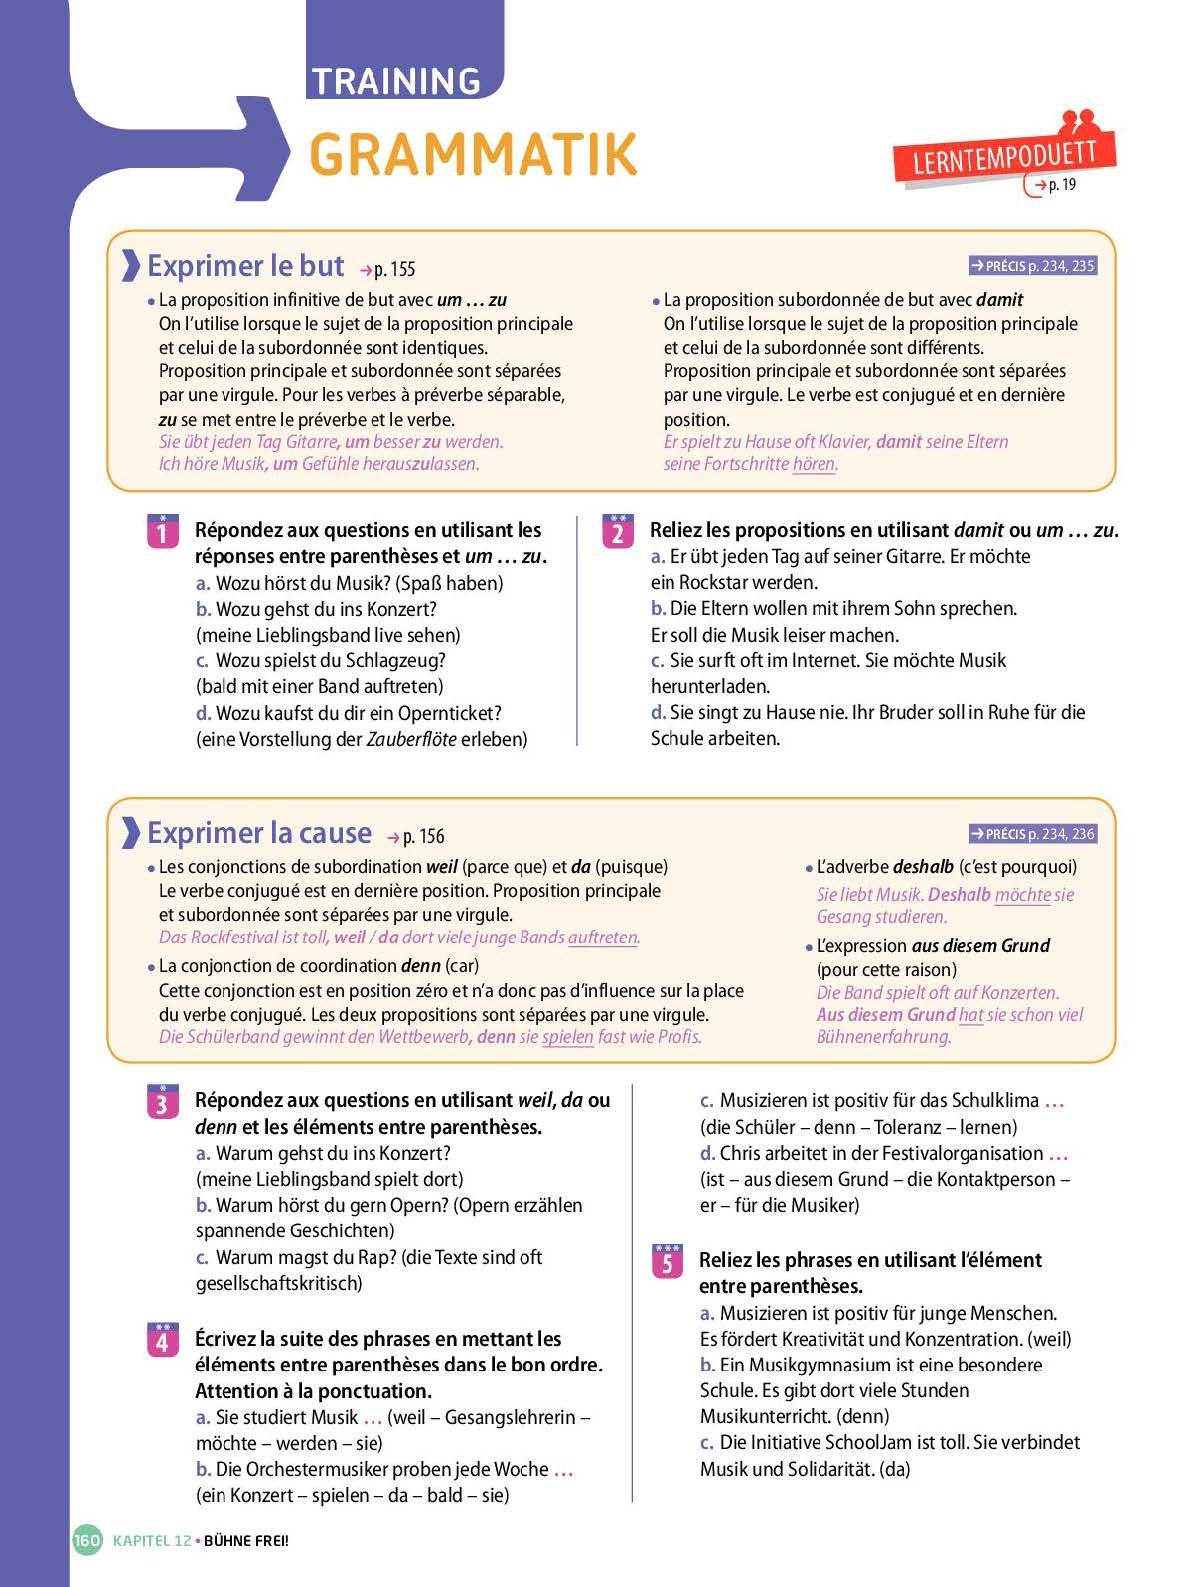 TRAINING
GRAMMATIK
LERNTEMPODUETT
→ p. 19
Exprimer le but → p. 155
→ PRÉCIS p. 234, 235
• La proposition infinitive de but avec um … zu
On l'utilise lorsque le sujet de la proposition principale
et celui de la subordonnée sont identiques.
Proposition principale et subordonnée sont séparées
par une virgule. Pour les verbes à préverbe séparable,
zu se met entre le préverbe et le verbe.
Sie übt jeden Tag Gitarre, um besser zu werden.
Ich höre Musik, um Gefühle herauszulassen.
• La proposition subordonnée de but avec damit
On l'utilise lorsque le sujet de la proposition principale
et celui de la subordonnée sont différents.
Proposition principale et subordonnée sont séparées
par une virgule. Le verbe est conjugué et en dernière
position.
Er spielt zu Hause oft Klavier, damit seine Eltern
seine Fortschritte hören.
*
1 Répondez aux questions en utilisant les
réponses entre parenthèses et um … zu.
a. Wozu hörst du Musik? (Spaß haben)
b. Wozu gehst du ins Konzert?
(meine Lieblingsband live sehen)
c. Wozu spielst du Schlagzeug?
(bald mit einer Band auftreten)
d. Wozu kaufst du dir ein Opernticket?
(eine Vorstellung der Zauberflöte erleben)
**
2 Reliez les propositions en utilisant damit ou um … zu.
a. Er übt jeden Tag auf seiner Gitarre. Er möchte
ein Rockstar werden.
b. Die Eltern wollen mit ihrem Sohn sprechen.
Er soll die Musik leiser machen.
c. Sie surft oft im Internet. Sie möchte Musik
herunterladen.
d. Sie singt zu Hause nie. Ihr Bruder soll in Ruhe für die
Schule arbeiten.
Exprimer la cause → p. 156
→ PRÉCIS p. 234, 236
• Les conjonctions de subordination weil (parce que) et da (puisque)
Le verbe conjugué est en dernière position. Proposition principale
et subordonnée sont séparées par une virgule.
Das Rockfestival ist toll, weil / da dort viele junge Bands auftreten.
• La conjonction de coordination denn (car)
Cette conjonction est en position zéro et n'a donc pas d'influence sur la place
du verbe conjugué. Les deux propositions sont séparées par une virgule.
Die Schülerband gewinnt den Wettbewerb, denn sie spielen fast wie Profis.
• L'adverbe deshalb (c'est pourquoi)
Sie liebt Musik. Deshalb möchte sie
Gesang studieren.
• L'expression aus diesem Grund
(pour cette raison)
Die Band spielt oft auf Konzerten.
Aus diesem Grund hat sie schon viel
Bühnenerfahrung.
*
3 Répondez aux questions en utilisant weil, da ou
denn et les éléments entre parenthèses.
a. Warum gehst du ins Konzert?
(meine Lieblingsband spielt dort)
b. Warum hörst du gern Opern? (Opern erzählen
spannende Geschichten)
c. Warum magst du Rap? (die Texte sind oft
gesellschaftskritisch)
**
4 Écrivez la suite des phrases en mettant les
éléments entre parenthèses dans le bon ordre.
Attention à la ponctuation.
a. Sie studiert Musik … (weil – Gesangslehrerin –
möchte – werden – sie)
b. Die Orchestermusiker proben jede Woche …
(ein Konzert – spielen – da – bald – sie)
c. Musizieren ist positiv für das Schulklima …
(die Schüler – denn – Toleranz – lernen)
d. Chris arbeitet in der Festivalorganisation …
(ist – aus diesem Grund – die Kontaktperson –
er – für die Musiker)
***
5 Reliez les phrases en utilisant l'élément
entre parenthèses.
a. Musizieren ist positiv für junge Menschen.
Es fördert Kreativität und Konzentration. (weil)
b. Ein Musikgymnasium ist eine besondere
Schule. Es gibt dort viele Stunden
Musikunterricht. (denn)
c. Die Initiative SchoolJam ist toll. Sie verbindet
Musik und Solidarität. (da)
160 KAPITEL 12 • BÜHNE FREI!